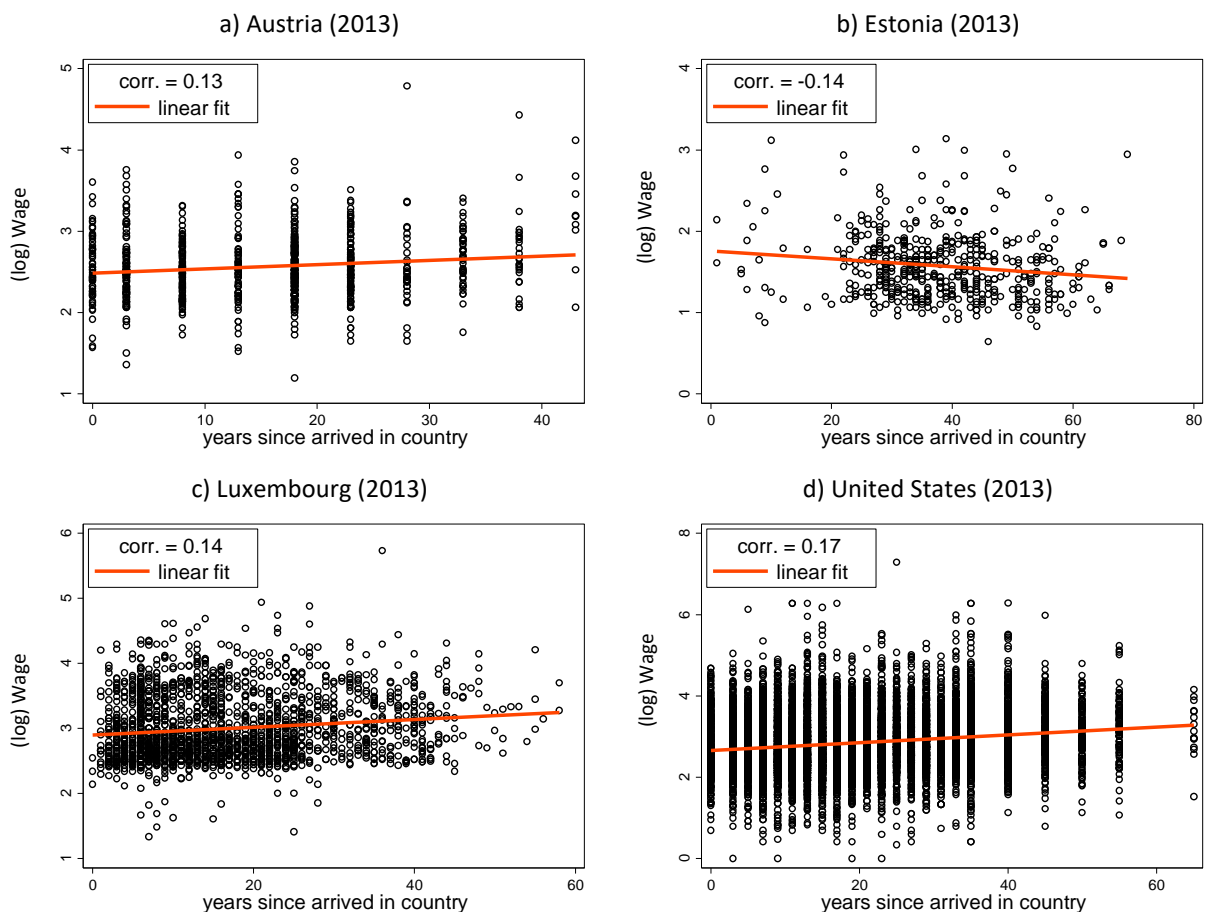 a) Austria (2013)
corr. = 0.13
linear fit
(log) Wage
5
4
3
2
1
0 10 20 30 40
years since arrived in country
b) Estonia (2013)
corr. = -0.14
linear fit
(log) Wage
4
3
2
1
0
0 20 40 60 80
years since arrived in country
c) Luxembourg (2013)
corr. = 0.14
linear fit
(log) Wage
6
5
4
3
2
1
0 20 40 60
years since arrived in country
d) United States (2013)
corr. = 0.17
linear fit
(log) Wage
8
6
4
2
0
0 20 40 60
years since arrived in country